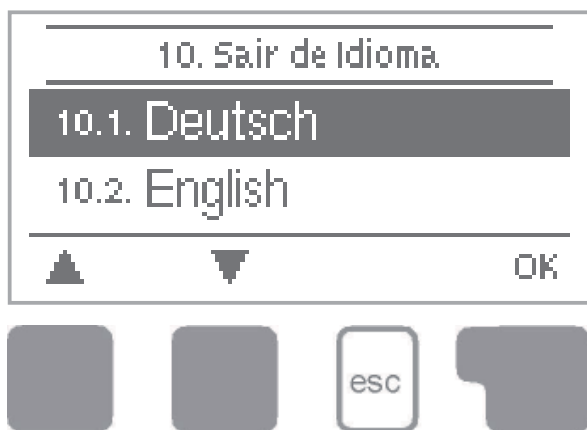 10. Sair de Idioma
10.1. Deutsch
10.2. English
OK
esc